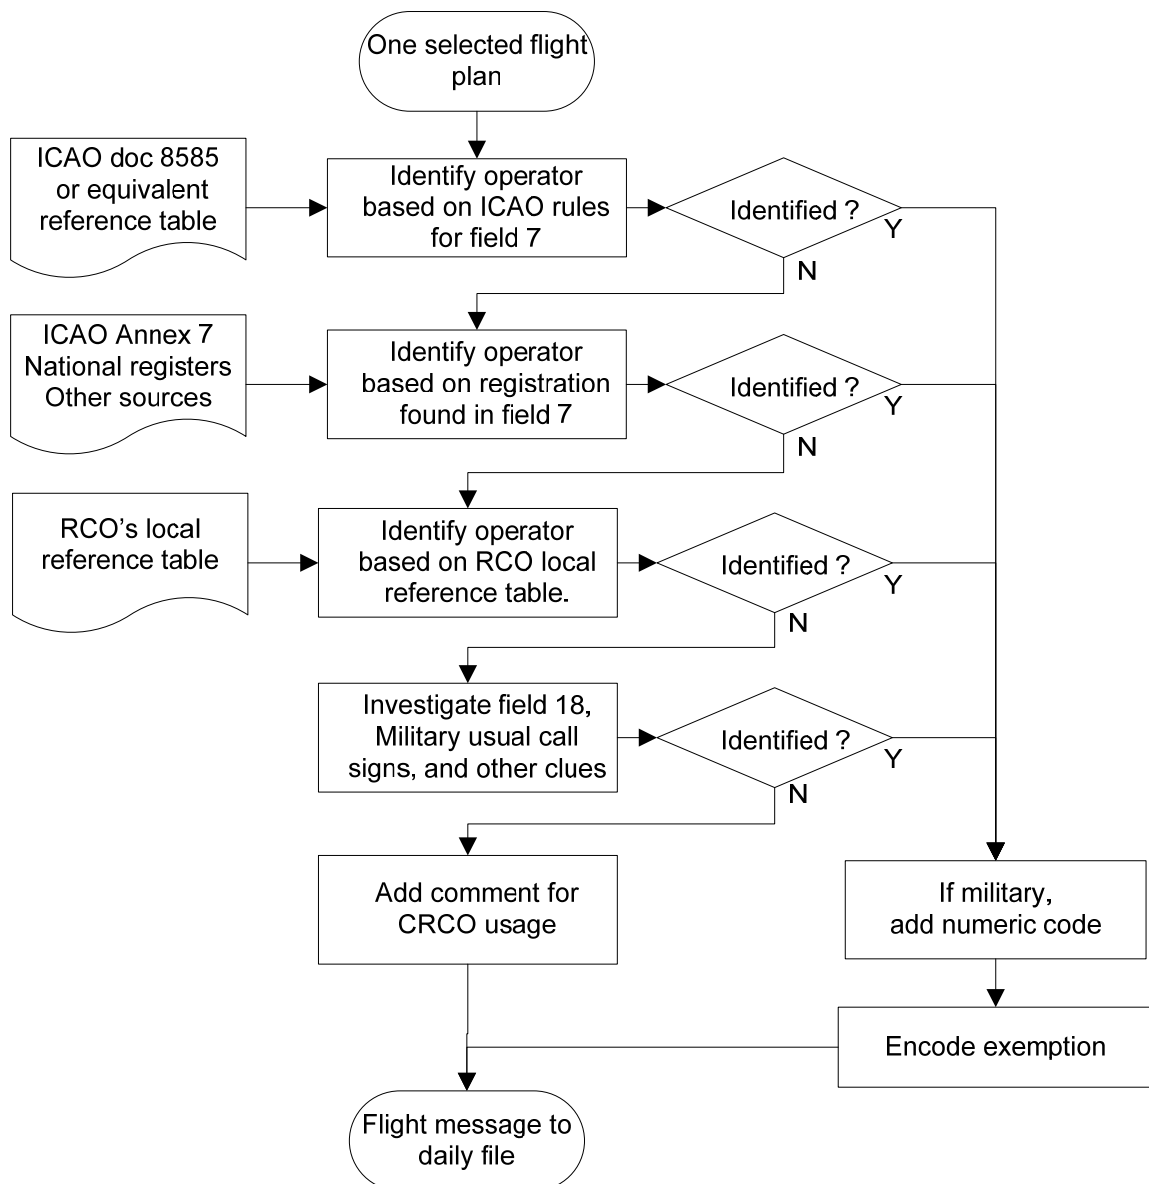 One selected flight
plan
ICAO doc 8585
or equivalent
reference table
Identify operator
based on ICAO rules
for field 7
Identified ?
Y
N
ICAO Annex 7
National registers
Other sources
Identify operator
based on registration
found in field 7
Identified ?
Y
N
RCO's local
reference table
Identify operator
based on RCO local
reference table.
Identified ?
Y
N
Investigate field 18,
Military usual call
signs, and other clues
Identified ?
Y
N
Add comment for
CRCO usage
If military,
add numeric code
Encode exemption
Flight message to
daily file